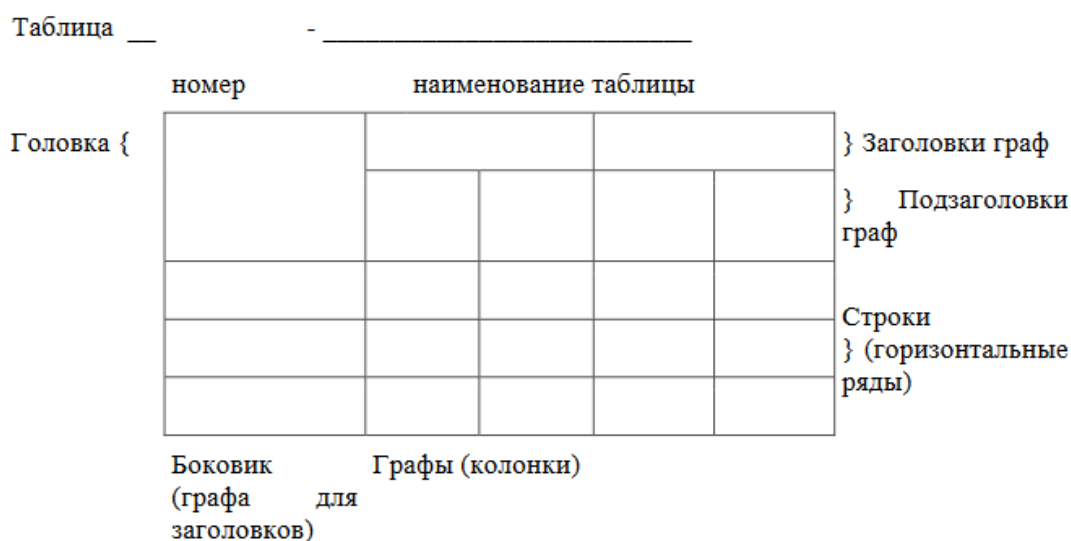 Таблица __ - ____________________________
номер наименование таблицы
Головка {
} Заголовки граф
} Подзаголовки
граф
Строки
} (горизонтальные
ряды)
Боковик Графы (колонки)
(графа для
заголовков)